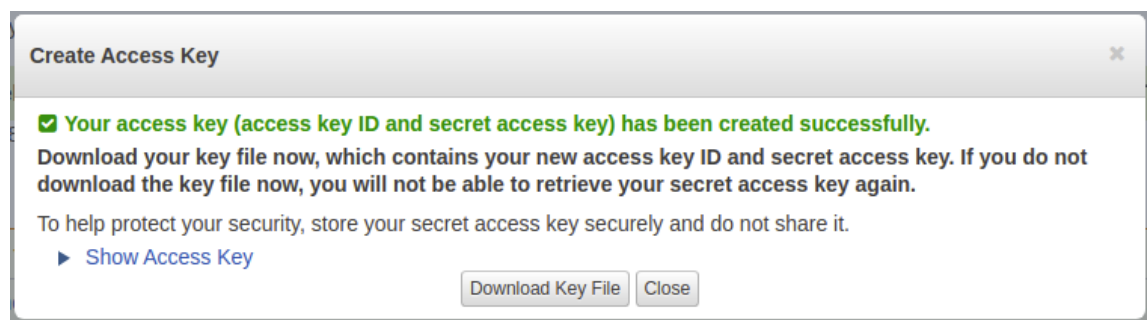 Create Access Key
Your access key (access key ID and secret access key) has been created successfully.
Download your key file now, which contains your new access key ID and secret access key. If you do not
download the key file now, you will not be able to retrieve your secret access key again.
To help protect your security, store your secret access key securely and do not share it.
Show Access Key
Download Key File Close